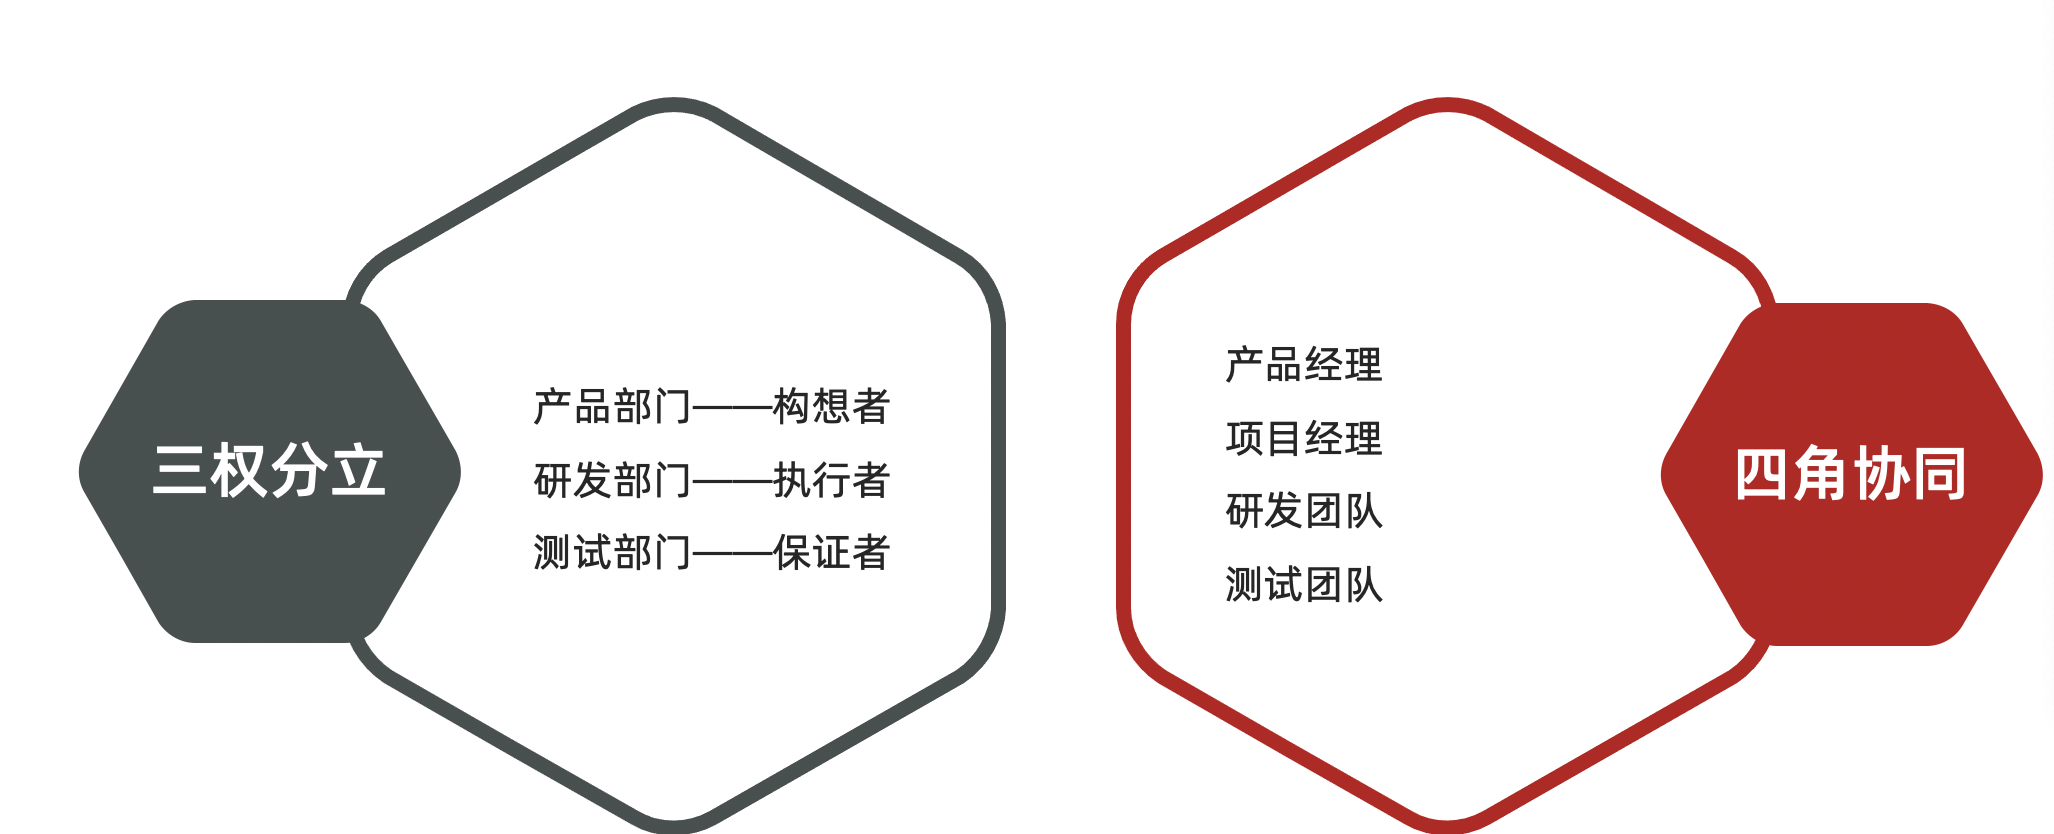 三权分立
产品部门——构想者
研发部门——执行者
测试部门——保证者
产品经理
项目经理
研发团队
测试团队
四角协同